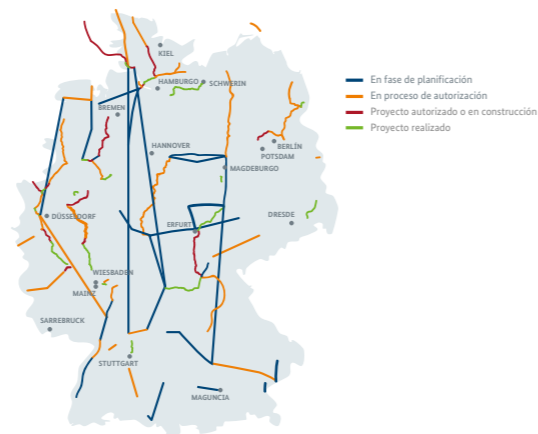 KIEL
HAMBURGO
SCHWERIN
BREMEN
HANNOVER
BERLÍN
POTSDAM
MAGDEBURGO
DÜSSELDORF
ERFURT
DRESDE
WIESBADEN
MAINZ
SARREBRUCK
STUTTGART
MAGUNCIA
En fase de planificación
En proceso de autorización
Proyecto autorizado o en construcción
Proyecto realizado